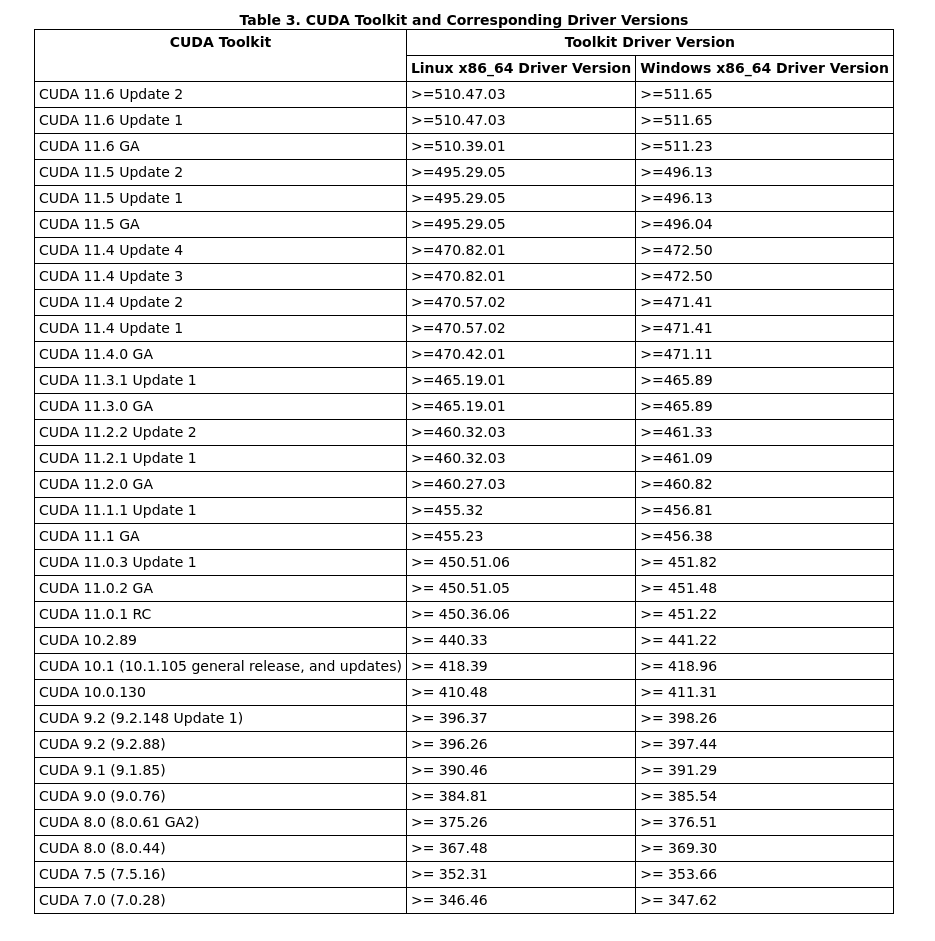 Table 3. CUDA Toolkit and Corresponding Driver Versions
CUDA Toolkit Toolkit Driver Version
Linux x86_64 Driver Version Windows x86_64 Driver Version
CUDA 11.6 Update 2 >=510.47.03 >=511.65
CUDA 11.6 Update 1 >=510.47.03 >=511.65
CUDA 11.6 GA >=510.39.01 >=511.23
CUDA 11.5 Update 2 >=495.29.05 >=496.13
CUDA 11.5 Update 1 >=495.29.05 >=496.13
CUDA 11.5 GA >=495.29.05 >=496.04
CUDA 11.4 Update 4 >=470.82.01 >=472.50
CUDA 11.4 Update 3 >=470.82.01 >=472.50
CUDA 11.4 Update 2 >=470.57.02 >=471.41
CUDA 11.4 Update 1 >=470.57.02 >=471.41
CUDA 11.4.0 GA >=470.42.01 >=471.11
CUDA 11.3.1 Update 1 >=465.19.01 >=465.89
CUDA 11.3.0 GA >=465.19.01 >=465.89
CUDA 11.2.2 Update 2 >=460.32.03 >=461.33
CUDA 11.2.1 Update 1 >=460.32.03 >=461.09
CUDA 11.2.0 GA >=460.27.03 >=460.82
CUDA 11.1.1 Update 1 >=455.32 >=456.81
CUDA 11.1 GA >=455.23 >=456.38
CUDA 11.0.3 Update 1 >= 450.51.06 >= 451.82
CUDA 11.0.2 GA >= 450.51.05 >= 451.48
CUDA 11.0.1 RC >= 450.36.06 >= 451.22
CUDA 10.2.89 >= 440.33 >= 441.22
CUDA 10.1 (10.1.105 general release, and updates) >= 418.39 >= 418.96
CUDA 10.0.130 >= 410.48 >= 411.31
CUDA 9.2 (9.2.148 Update 1) >= 396.37 >= 398.26
CUDA 9.2 (9.2.88) >= 396.26 >= 397.44
CUDA 9.1 (9.1.85) >= 390.46 >= 391.29
CUDA 9.0 (9.0.76) >= 384.81 >= 385.54
CUDA 8.0 (8.0.61 GA2) >= 375.26 >= 376.51
CUDA 8.0 (8.0.44) >= 367.48 >= 369.30
CUDA 7.5 (7.5.16) >= 352.31 >= 353.66
CUDA 7.0 (7.0.28) >= 346.46 >= 347.62